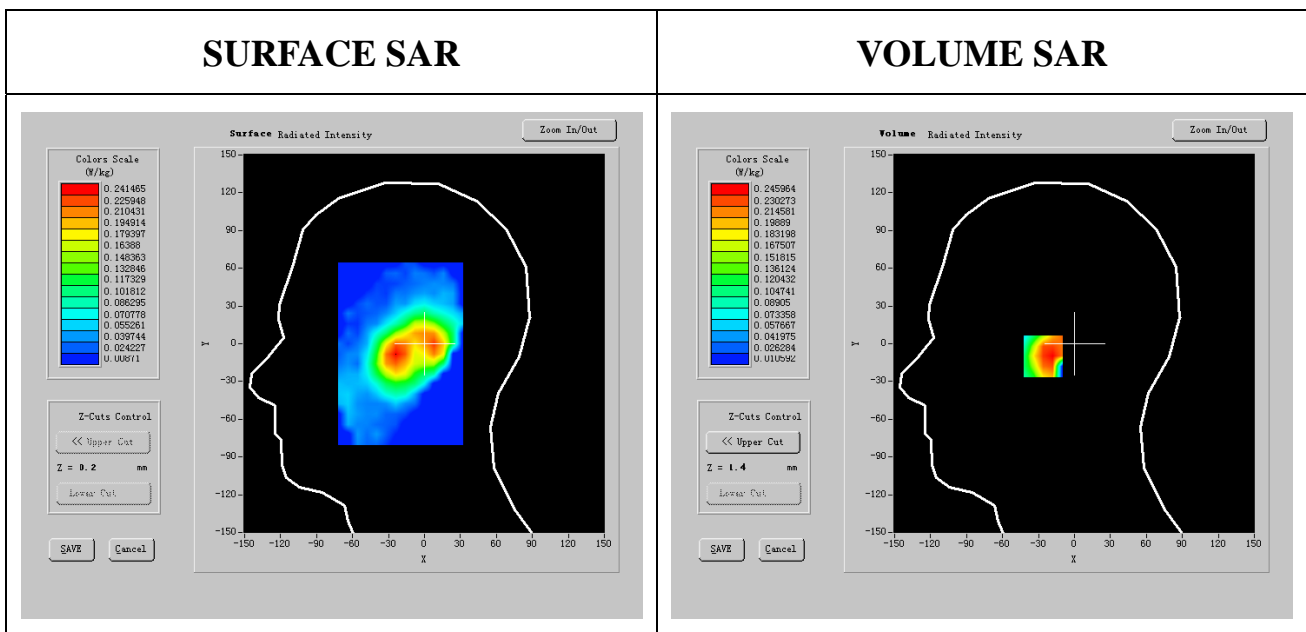 SURFACE SAR
VOLUME SAR
Surface Radiated Intensity
Zoom In/Out
Colors Scale
(W/kg)
0.241465
0.225948
0.210431
0.194914
0.179397
0.16388
0.148363
0.132846
0.117329
0.101812
0.086295
0.070778
0.055261
0.039744
0.024227
0.00871
Z-Cuts Control
<< Upper Cut
Z = 0.2 mm
Lower Cut
SAVE
Cancel
150
120
90
60
30
0
-30
-60
-90
-120
-150
Y
-150 -120 -90 -60 -30 0 30 60 90 120 150
X
Volume Radiated Intensity
Zoom In/Out
Colors Scale
(W/kg)
0.245964
0.230273
0.214581
0.19889
0.183198
0.167507
0.151815
0.136124
0.120432
0.104741
0.08905
0.073358
0.057667
0.041975
0.026284
0.010592
Z-Cuts Control
<< Upper Cut
Z = 1.4 mm
Lower Cut
SAVE
Cancel
150
120
90
60
30
0
-30
-60
-90
-120
-150
Y
-150 -120 -90 -60 -30 0 30 60 90 120 150
X